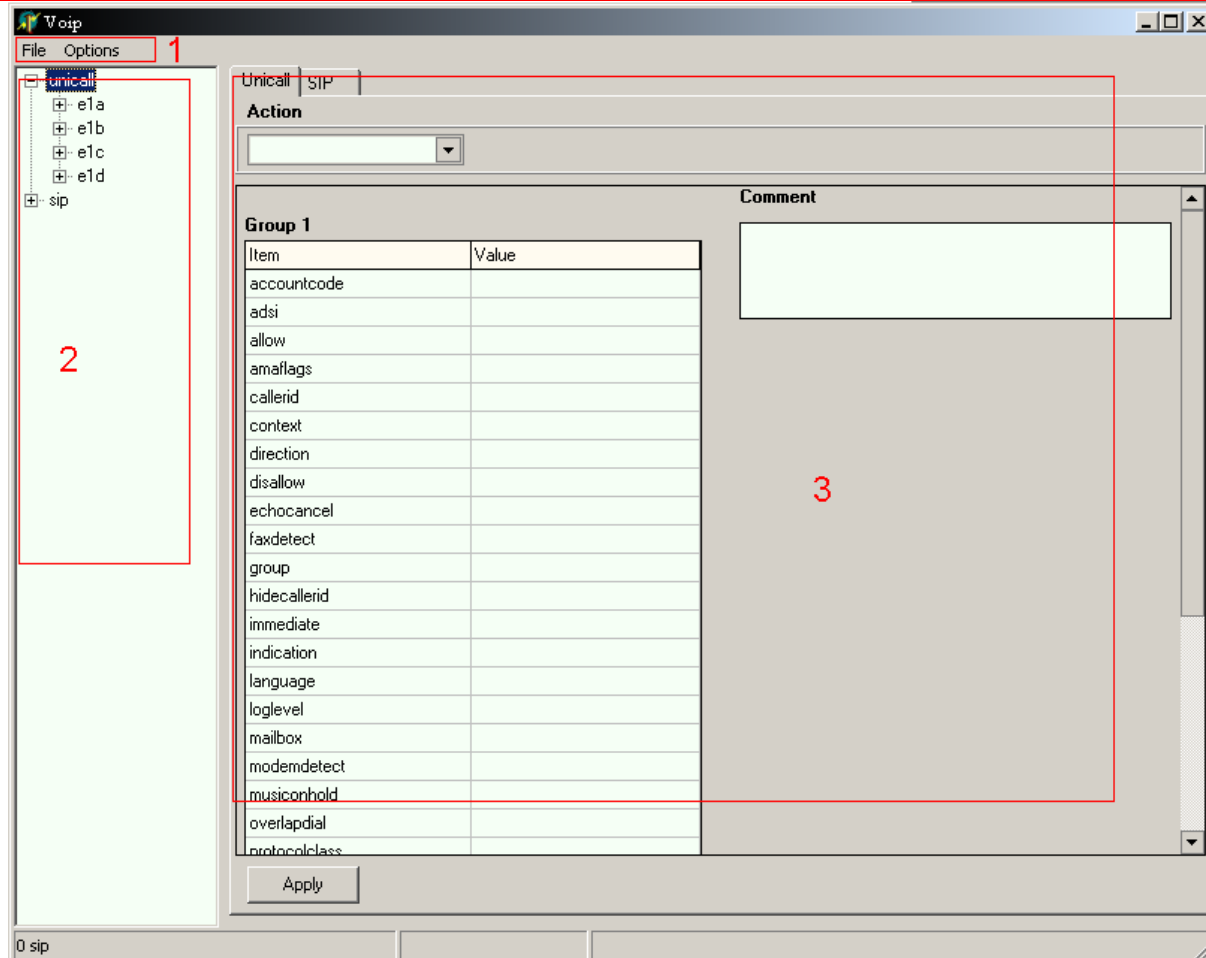 Voip
File Options 1
unicall
e1a
e1b
e1c
e1d
sip
2
Unicall SIP
Action
Comment
Group 1
Item Value
accountcode
adsi
allow
amaflags
callerid
context
direction
disallow
echocancel
faxdetect
group
hidecallerid
immediate
indication
language
loglevel
mailbox
modemdetect
musiconhold
overlapdial
protocolclass
3
Apply
0 sip